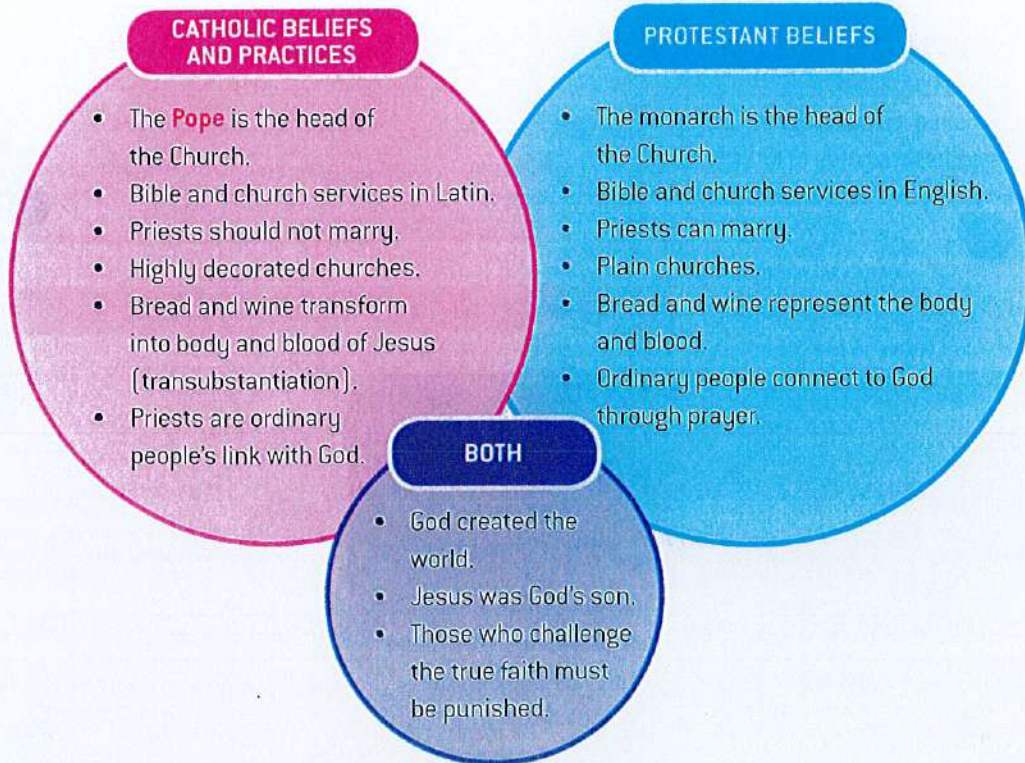 CATHOLIC BELIEFS
AND PRACTICES
• The Pope is the head of
the Church.
• Bible and church services in Latin.
• Priests should not marry.
• Highly decorated churches.
• Bread and wine transform
into body and blood of Jesus
(transubstantiation).
• Priests are ordinary
people's link with God.
PROTESTANT BELIEFS
• The monarch is the head of
the Church.
• Bible and church services in English.
• Priests can marry.
• Plain churches.
• Bread and wine represent the body
and blood.
• Ordinary people connect to God
through prayer.
BOTH
• God created the
world.
• Jesus was God's son.
• Those who challenge
the true faith must
be punished.